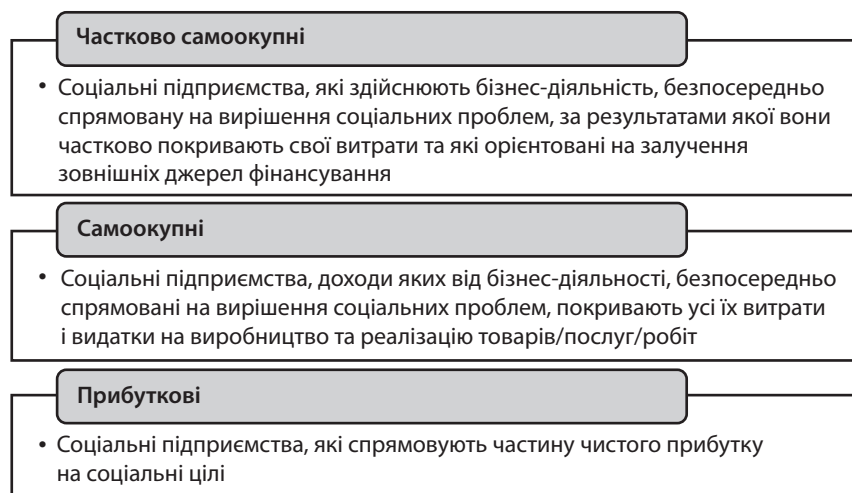 Частково самоокупні
• Соціальні підприємства, які здійснюють бізнес-діяльність, безпосередньо
спрямовану на вирішення соціальних проблем, за результатами якої вони
частково покривають свої витрати та які орієнтовані на залучення
зовнішніх джерел фінансування
Самоокупні
• Соціальні підприємства, доходи яких від бізнес-діяльності, безпосередньо
спрямовані на вирішення соціальних проблем, покривають усі їх витрати
і видатки на виробництво та реалізацію товарів/послуг/робіт
Прибуткові
• Соціальні підприємства, які спрямовують частину чистого прибутку
на соціальні цілі